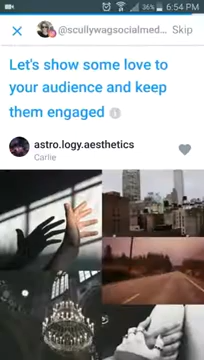 36% 6:54 PM
@scullywagsocialmed... Skip
Let's show some love to
your audience and keep
them engaged
astro.logy.aesthetics
Carlie